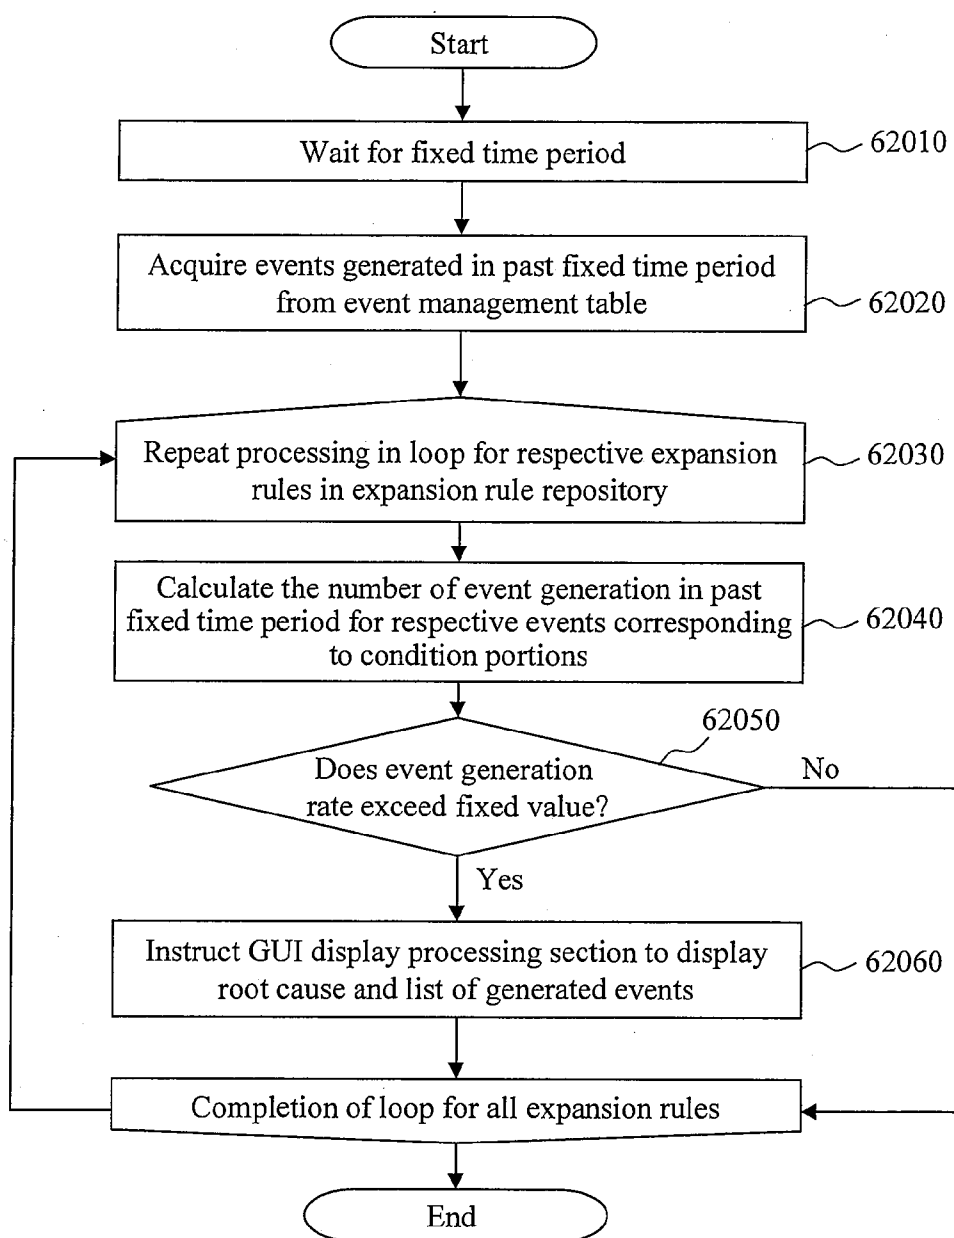 Start
Wait for fixed time period
62010
Acquire events generated in past fixed time period
from event management table
62020
Repeat processing in loop for respective expansion
rules in expansion rule repository
62030
Calculate the number of event generation in past
fixed time period for respective events corresponding
to condition portions
62040
62050
Does event generation
rate exceed fixed value?
No
Yes
Instruct GUI display processing section to display
root cause and list of generated events
62060
Completion of loop for all expansion rules
End